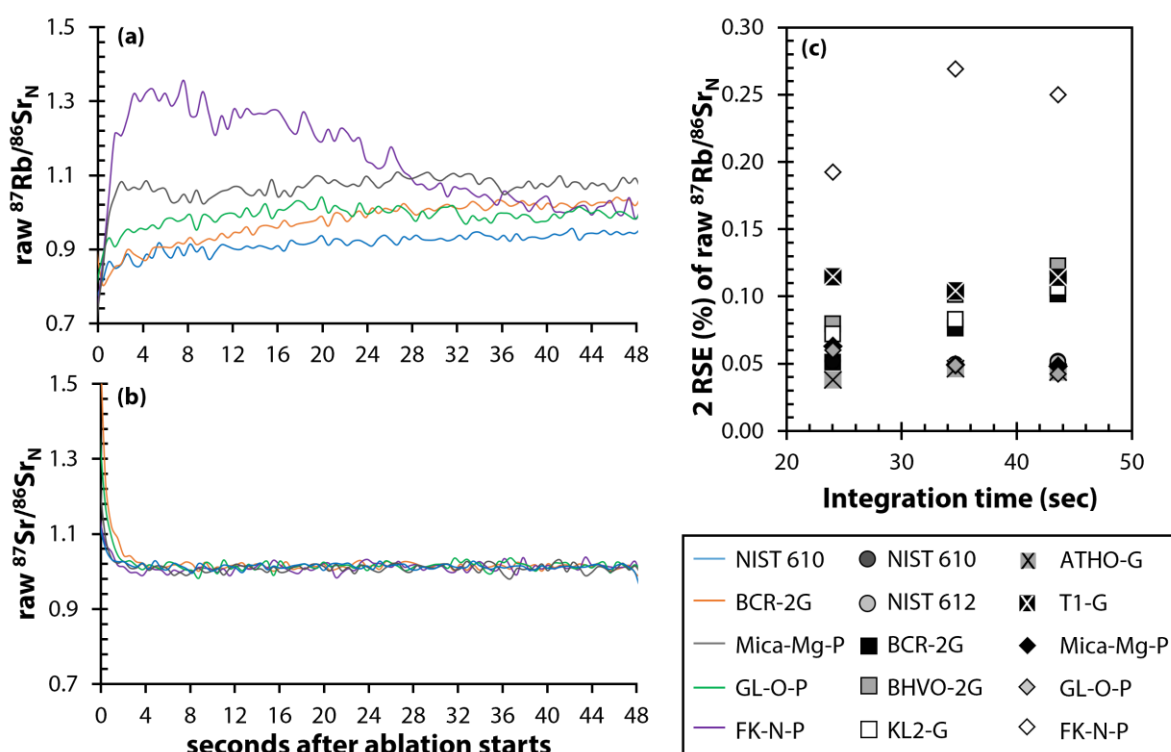 (a)
raw ⁸⁷Rb/⁸⁶Srₙ
1.5
1.3
1.1
0.9
0.7
0 4 8 12 16 20 24 28 32 36 40 44 48
(b)
raw ⁸⁷Sr/⁸⁶Srₙ
1.5
1.3
1.1
0.9
0.7
0 4 8 12 16 20 24 28 32 36 40 44 48
seconds after ablation starts
(c)
2 RSE (%) of raw ⁸⁷Rb/⁸⁶Srₙ
0.30
0.25
0.20
0.15
0.10
0.05
0.00
20 30 40 50
Integration time (sec)
NIST 610 NIST 610 ATHO-G
BCR-2G NIST 612 T1-G
Mica-Mg-P BCR-2G Mica-Mg-P
GL-O-P BHVO-2G GL-O-P
FK-N-P KL2-G FK-N-P